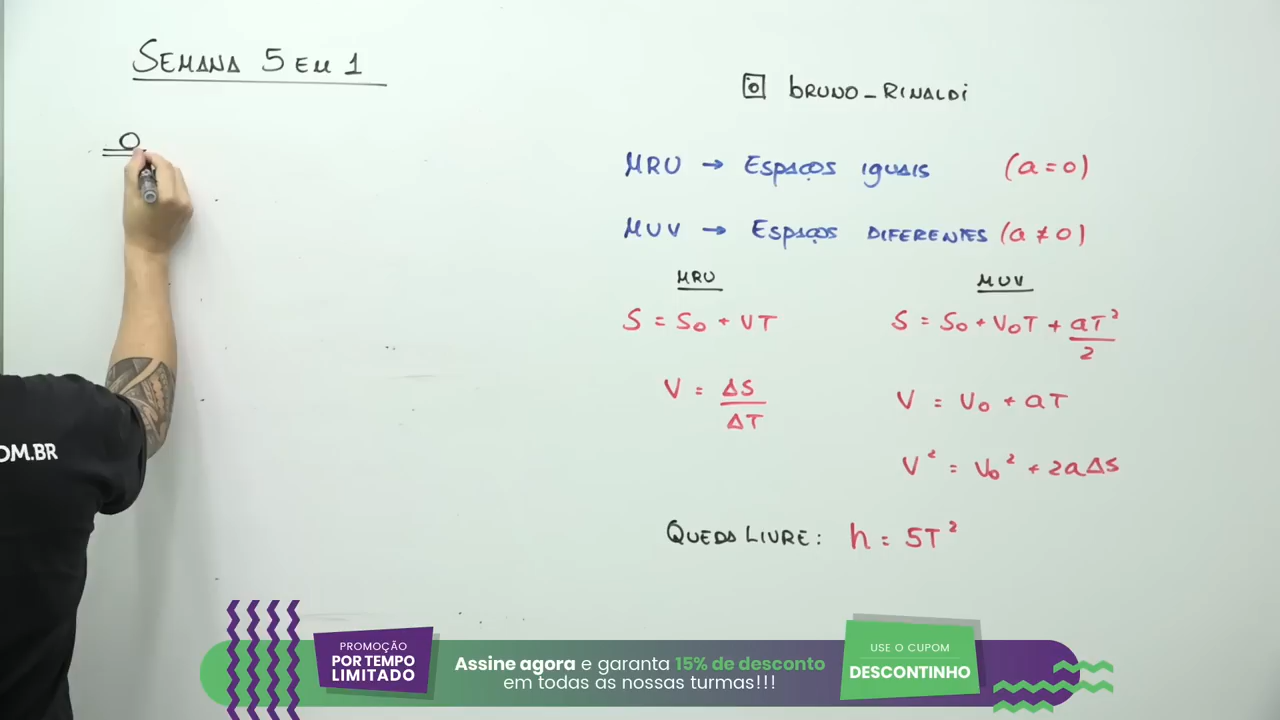 SEMANA 5 EM 1
bruno_RINALDI
MRU → ESPAÇOS IGUAIS (a = 0)
MUV → ESPAÇOS DIFERENTES (a ≠ 0)
MRU
S = S₀ + VT
V = ΔS/ΔT
MUV
S = S₀ + V₀T + aT²/2
V = V₀ + aT
V² = V₀² + 2aΔS
QUEDA LIVRE: h = 5T²
OM.BR
PROMOÇÃO
POR TEMPO
LIMITADO
Assine agora e garanta 15% de desconto
em todas as nossas turmas!!!
USE O CUPOM
DESCONTINHO